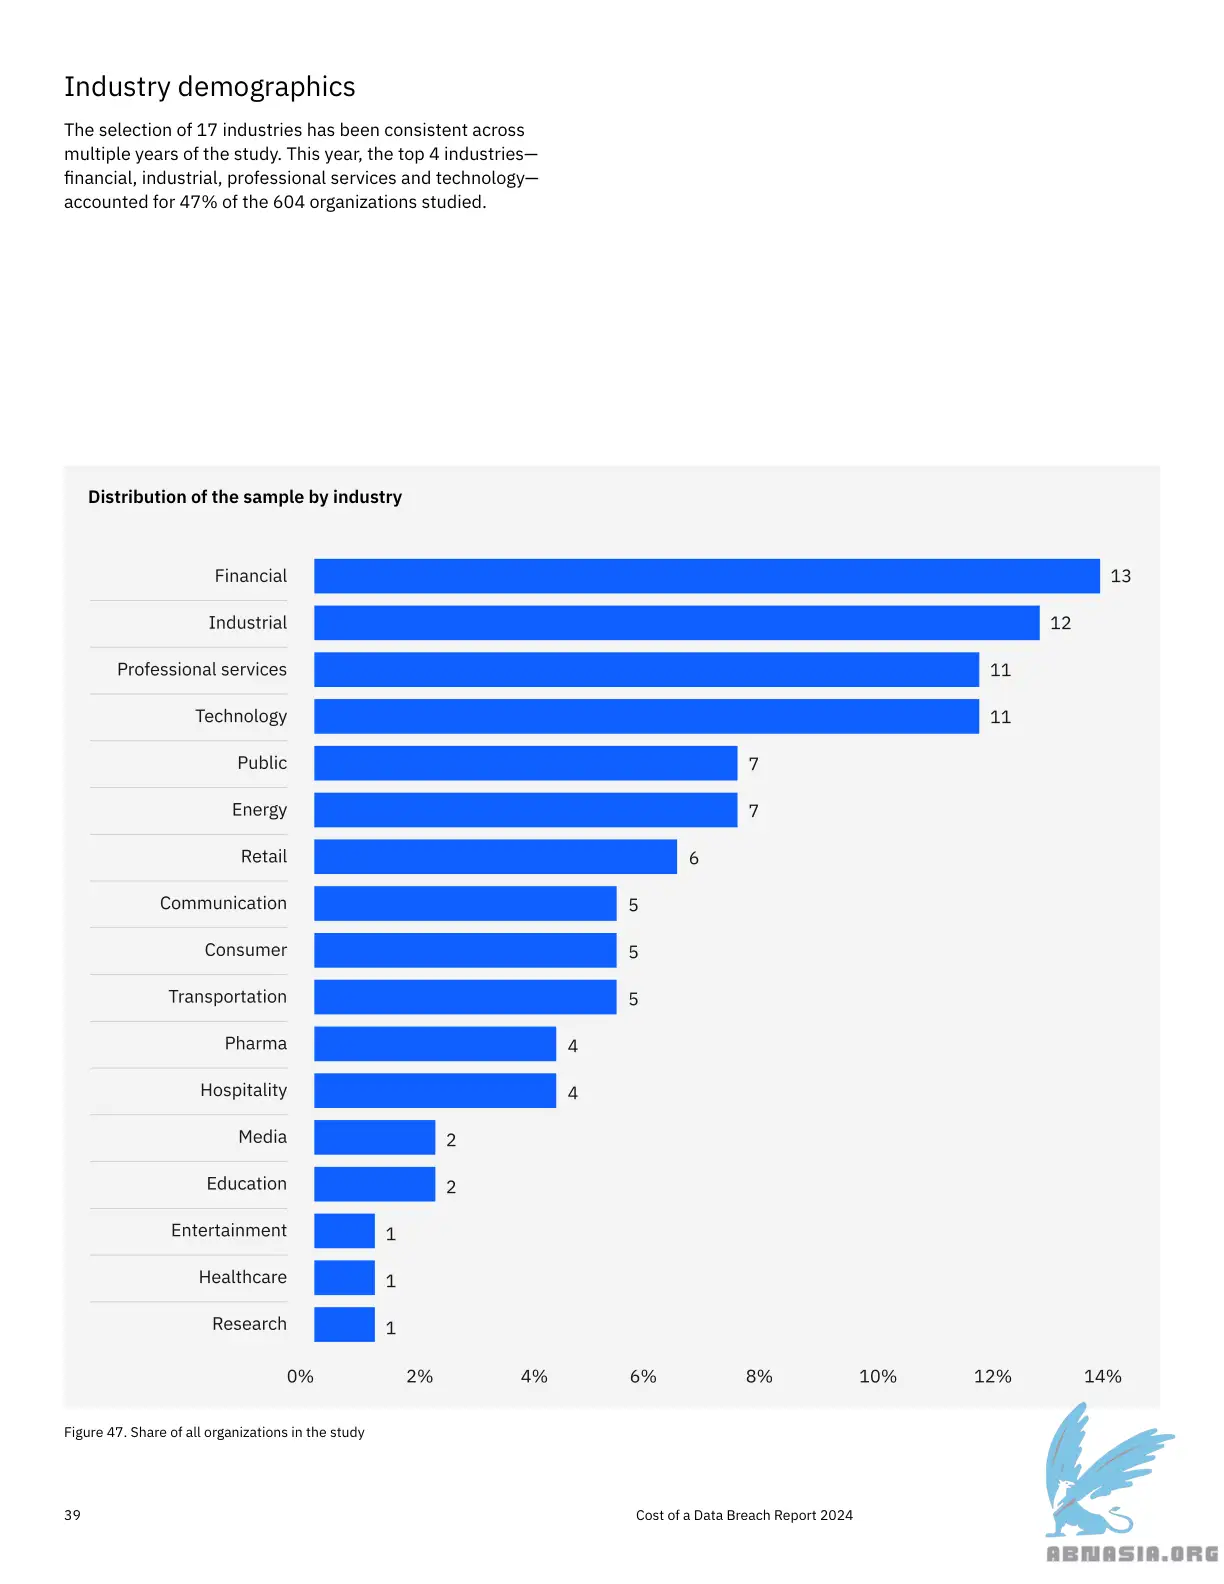 Industry demographics
The selection of 17 industries has been consistent across
multiple years of the study. This year, the top 4 industries—
financial, industrial, professional services and technology—
accounted for 47% of the 604 organizations studied.
Distribution of the sample by industry
Financial 13
Industrial 12
Professional services 11
Technology 11
Public 7
Energy 7
Retail 6
Communication 5
Consumer 5
Transportation 5
Pharma 4
Hospitality 4
Media 2
Education 2
Entertainment 1
Healthcare 1
Research 1
0% 2% 4% 6% 8% 10% 12% 14%
Figure 47. Share of all organizations in the study
39 Cost of a Data Breach Report 2024
ABNASIA.ORG